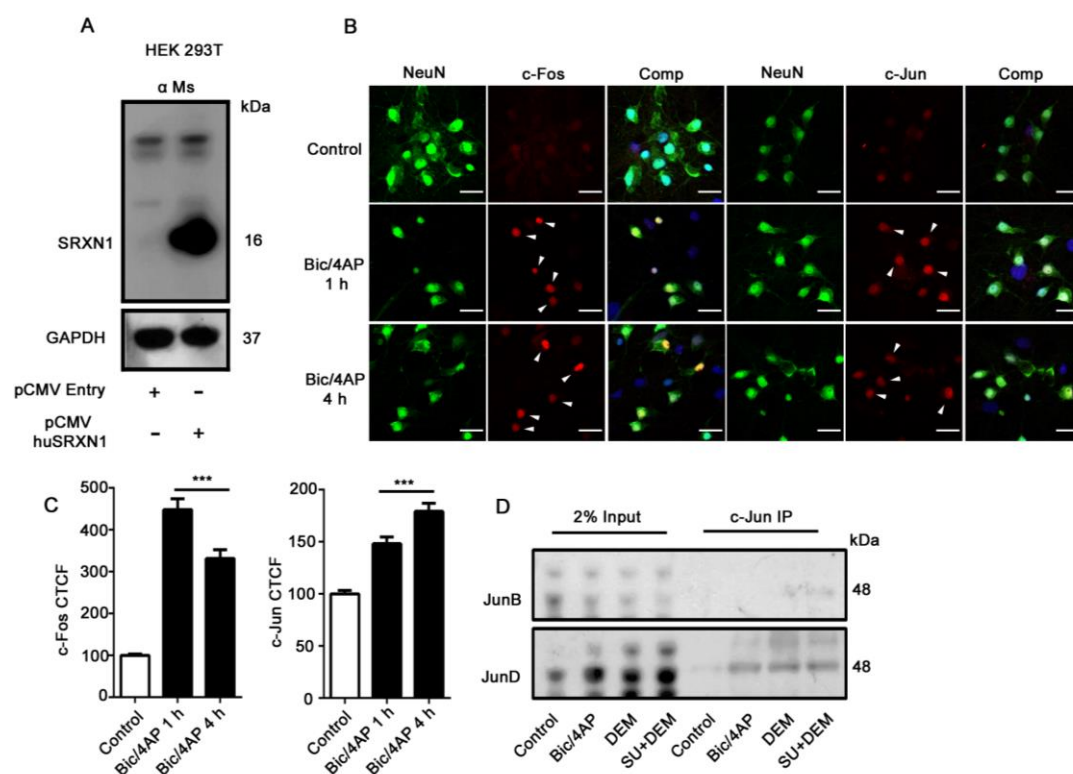 A
HEK 293T
α Ms
kDa
SRXN1
16
GAPDH
37
pCMV Entry + –
pCMV
huSRXN1 – +
B
NeuN c-Fos Comp NeuN c-Jun Comp
Control
Bic/4AP
1 h
Bic/4AP
4 h
C
c-Fos CTCF
500
400
300
200
100
0
***
Control
Bic/4AP 1 h
Bic/4AP 4 h
c-Jun CTCF
200
150
100
50
0
***
Control
Bic/4AP 1 h
Bic/4AP 4 h
D
2% Input c-Jun IP
kDa
JunB
48
JunD
48
Control
Bic/4AP
DEM
SU+DEM
Control
Bic/4AP
DEM
SU+DEM